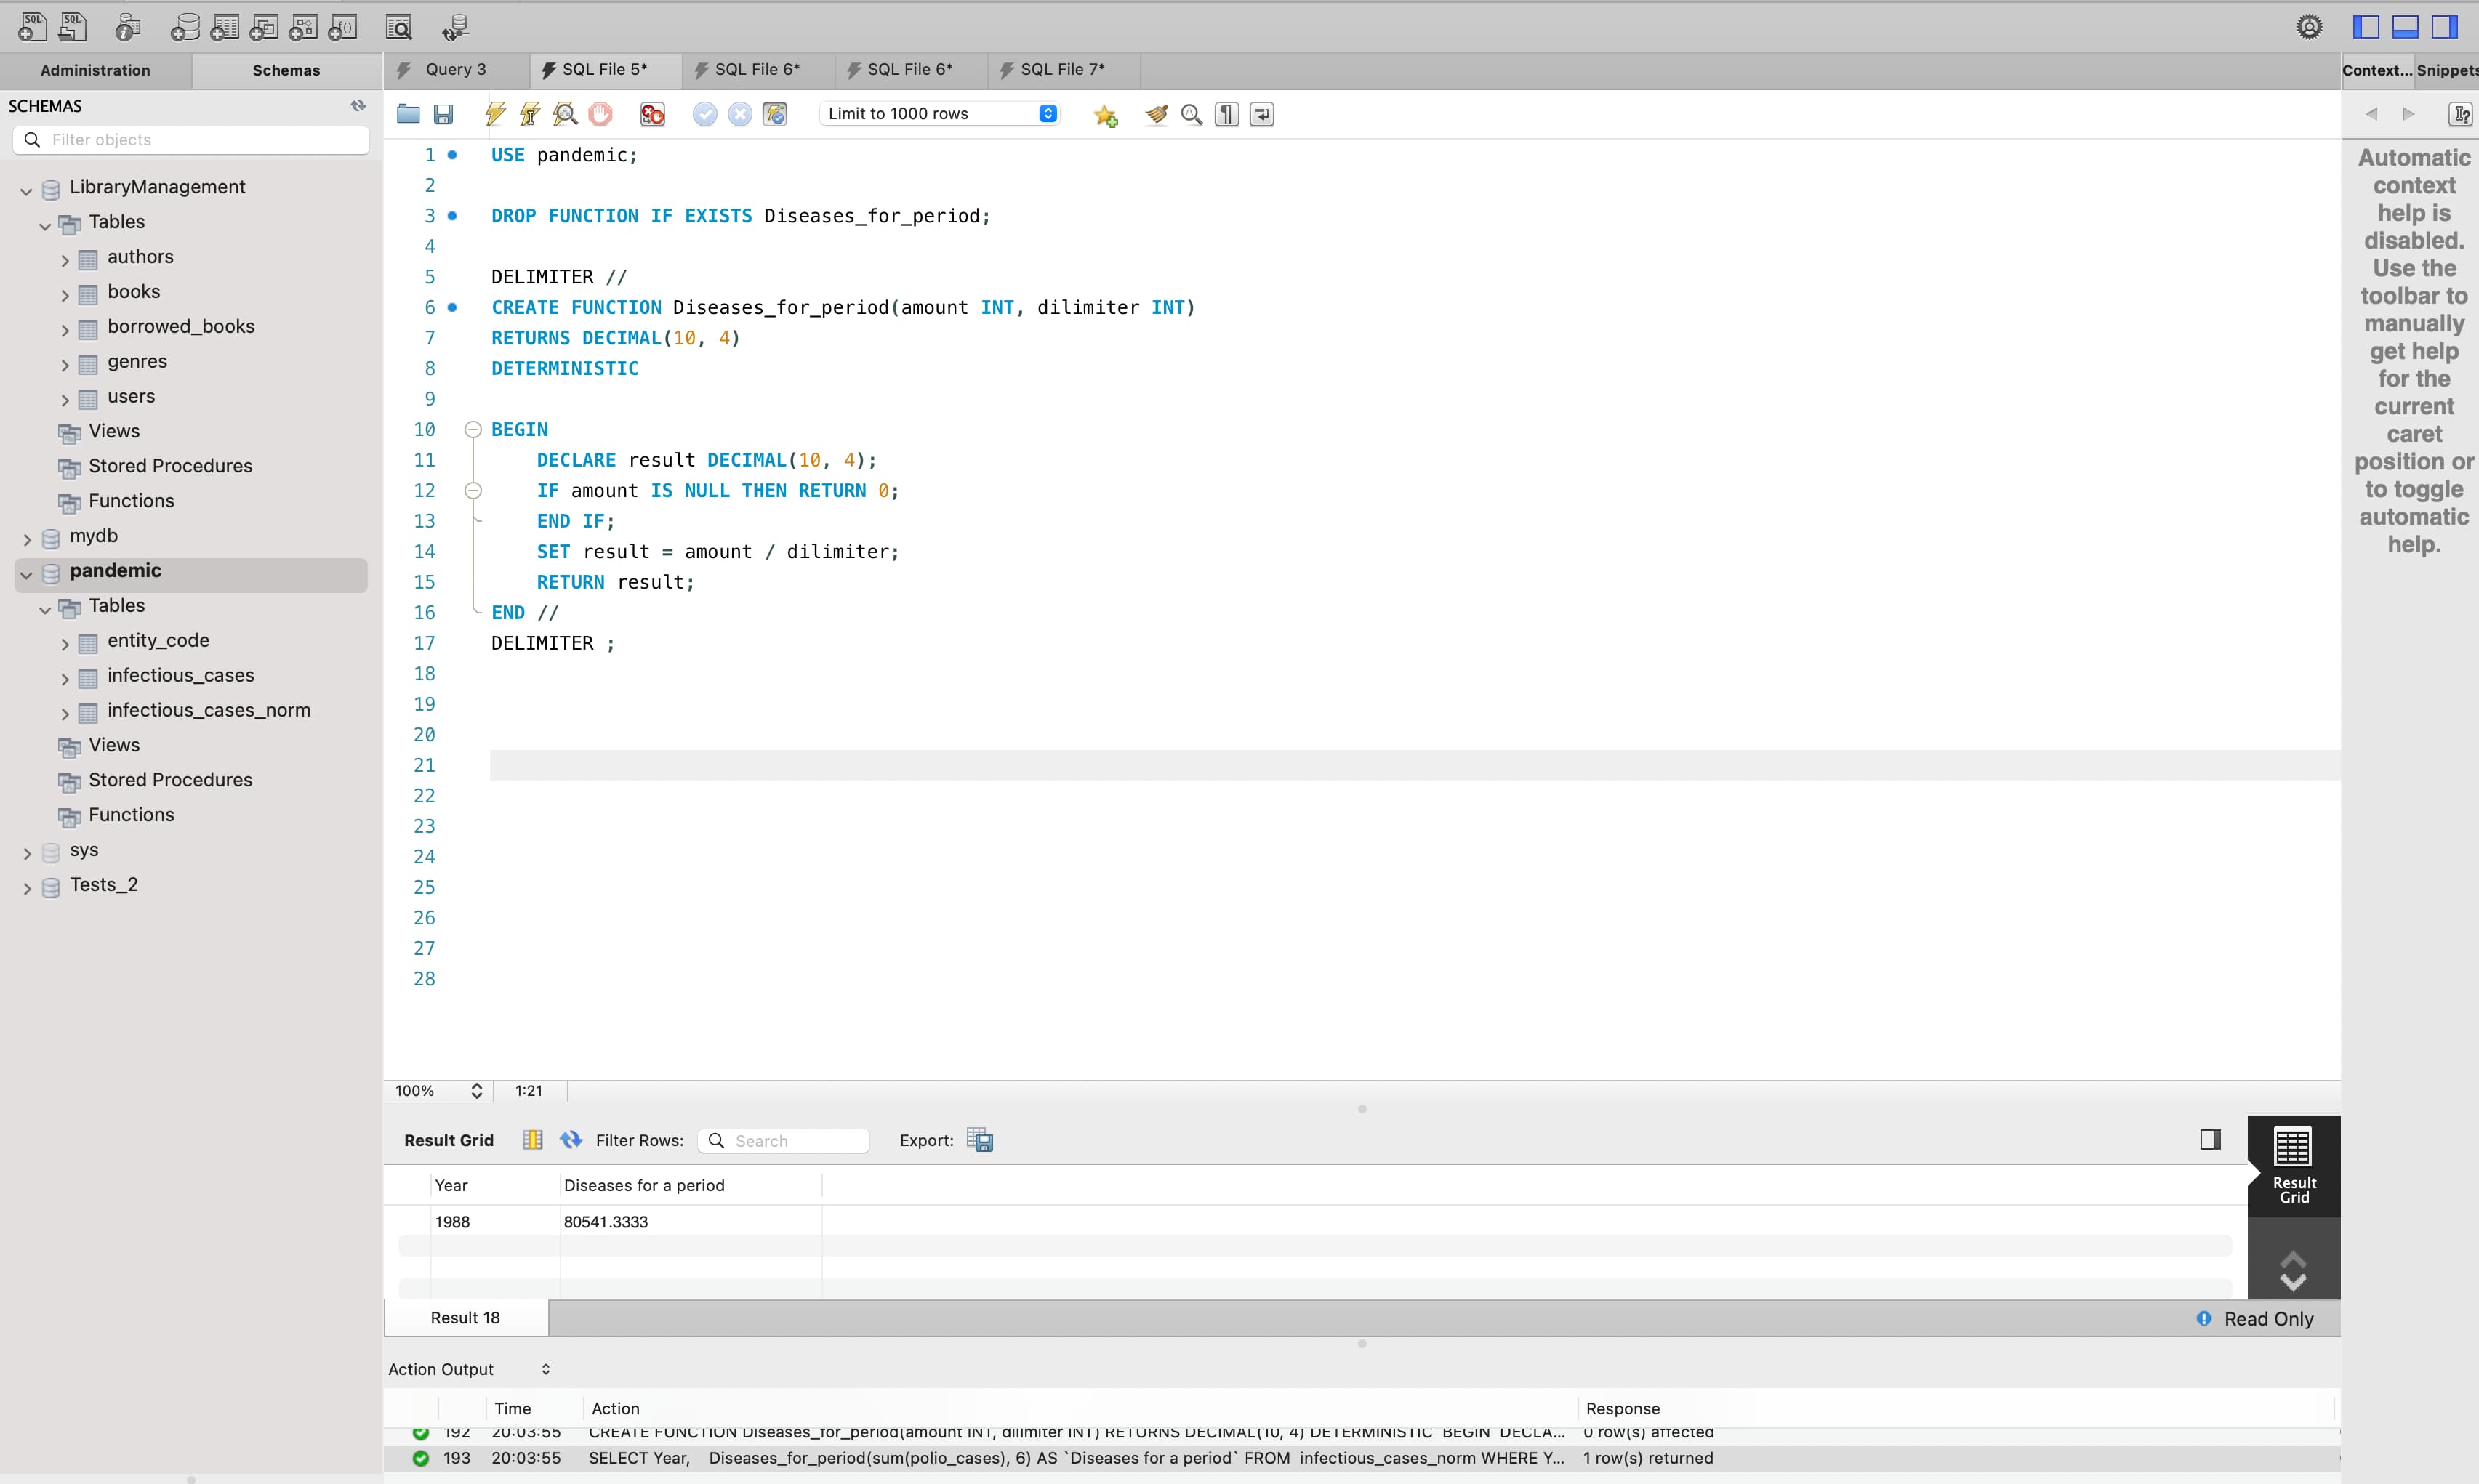 Administration
Schemas
Query 3
SQL File 5*
SQL File 6*
SQL File 6*
SQL File 7*
Context...
Snippets
SCHEMAS
Filter objects
LibraryManagement
Tables
authors
books
borrowed_books
genres
users
Views
Stored Procedures
Functions
mydb
pandemic
Tables
entity_code
infectious_cases
infectious_cases_norm
Views
Stored Procedures
Functions
sys
Tests_2
Limit to 1000 rows
1 USE pandemic;
2
3 DROP FUNCTION IF EXISTS Diseases_for_period;
4
5 DELIMITER //
6 CREATE FUNCTION Diseases_for_period(amount INT, dilimiter INT)
7 RETURNS DECIMAL(10, 4)
8 DETERMINISTIC
9
10 BEGIN
11 DECLARE result DECIMAL(10, 4);
12 IF amount IS NULL THEN RETURN 0;
13 END IF;
14 SET result = amount / dilimiter;
15 RETURN result;
16 END //
17 DELIMITER ;
18
19
20
21
22
23
24
25
26
27
28
Automatic
context
help is
disabled.
Use the
toolbar to
manually
get help
for the
current
caret
position or
to toggle
automatic
help.
100% 1:21
Result Grid Filter Rows: Search Export:
Year Diseases for a period
1988 80541.3333
Result
Grid
Result 18
Read Only
Action Output
Time Action Response
192 20:03:55 CREATE FUNCTION Diseases_for_period(amount INT, dilimiter INT) RETURNS DECIMAL(10, 4) DETERMINISTIC BEGIN DECLA... 0 row(s) affected
193 20:03:55 SELECT Year, Diseases_for_period(sum(polio_cases), 6) AS `Diseases for a period` FROM infectious_cases_norm WHERE Y... 1 row(s) returned